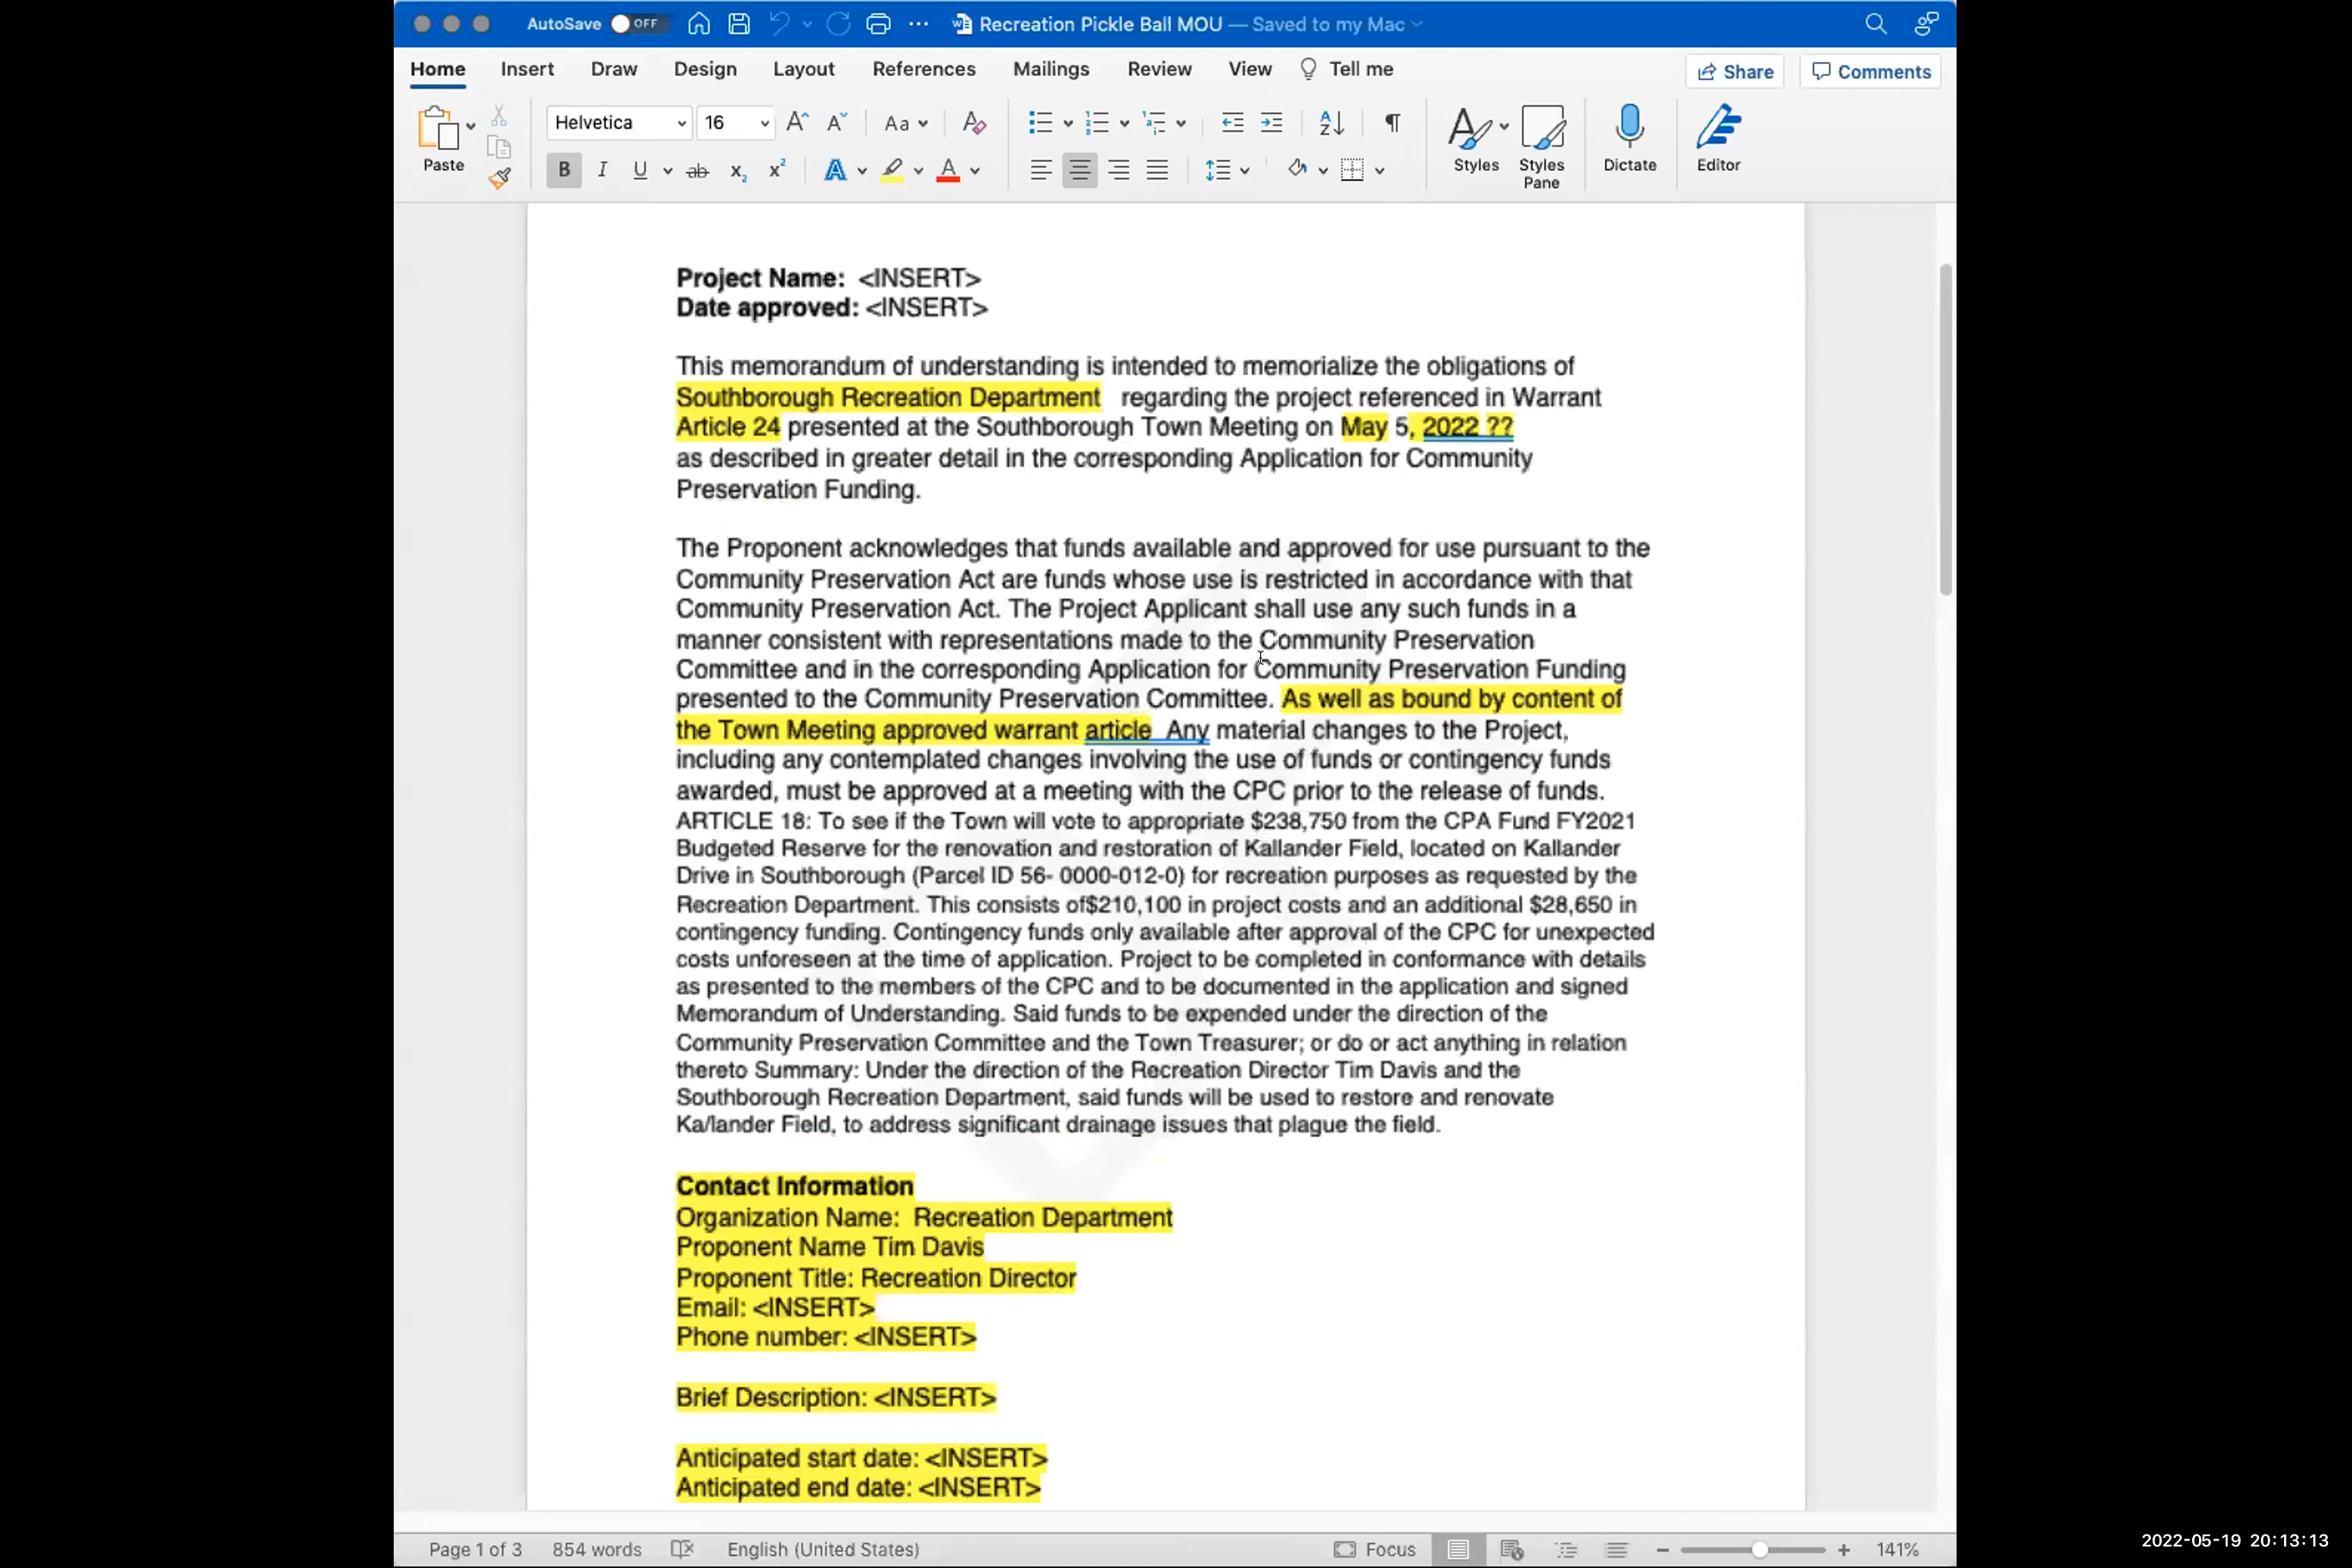 AutoSave OFF Recreation Pickle Ball MOU — Saved to my Mac
Home Insert Draw Design Layout References Mailings Review View Tell me Share Comments
Paste Helvetica 16 Aa Styles Styles Pane Dictate Editor
Project Name: <INSERT>
Date approved: <INSERT>
This memorandum of understanding is intended to memorialize the obligations of
Southborough Recreation Department regarding the project referenced in Warrant
Article 24 presented at the Southborough Town Meeting on May 5, 2022 ??
as described in greater detail in the corresponding Application for Community
Preservation Funding.
The Proponent acknowledges that funds available and approved for use pursuant to the
Community Preservation Act are funds whose use is restricted in accordance with that
Community Preservation Act. The Project Applicant shall use any such funds in a
manner consistent with representations made to the Community Preservation
Committee and in the corresponding Application for Community Preservation Funding
presented to the Community Preservation Committee. As well as bound by content of
the Town Meeting approved warrant article Any material changes to the Project,
including any contemplated changes involving the use of funds or contingency funds
awarded, must be approved at a meeting with the CPC prior to the release of funds.
ARTICLE 18: To see if the Town will vote to appropriate $238,750 from the CPA Fund FY2021
Budgeted Reserve for the renovation and restoration of Kallander Field, located on Kallander
Drive in Southborough (Parcel ID 56- 0000-012-0) for recreation purposes as requested by the
Recreation Department. This consists of$210,100 in project costs and an additional $28,650 in
contingency funding. Contingency funds only available after approval of the CPC for unexpected
costs unforeseen at the time of application. Project to be completed in conformance with details
as presented to the members of the CPC and to be documented in the application and signed
Memorandum of Understanding. Said funds to be expended under the direction of the
Community Preservation Committee and the Town Treasurer; or do or act anything in relation
thereto Summary: Under the direction of the Recreation Director Tim Davis and the
Southborough Recreation Department, said funds will be used to restore and renovate
Ka/lander Field, to address significant drainage issues that plague the field.
Contact Information
Organization Name: Recreation Department
Proponent Name Tim Davis
Proponent Title: Recreation Director
Email: <INSERT>
Phone number: <INSERT>
Brief Description: <INSERT>
Anticipated start date: <INSERT>
Anticipated end date: <INSERT>
Page 1 of 3 854 words English (United States) Focus 141%
2022-05-19 20:13:13